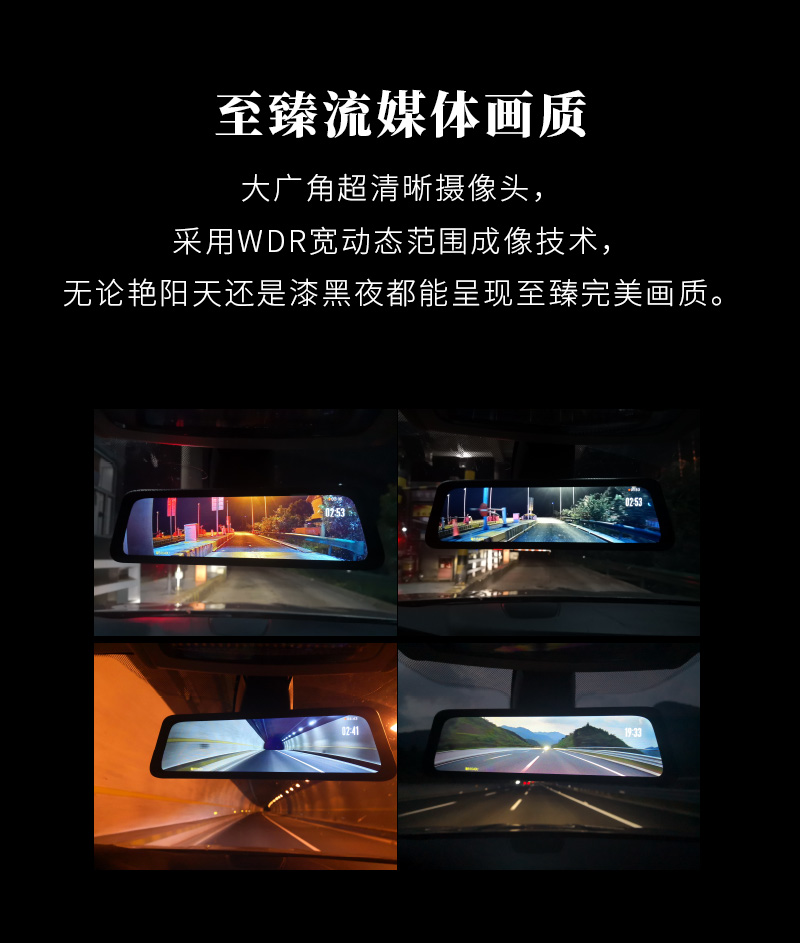 至臻流媒体画质
大广角超清晰摄像头，
采用WDR宽动态范围成像技术，
无论艳阳天还是漆黑夜都能呈现至臻完美画质。
02:53
02:53
02:41
19:33